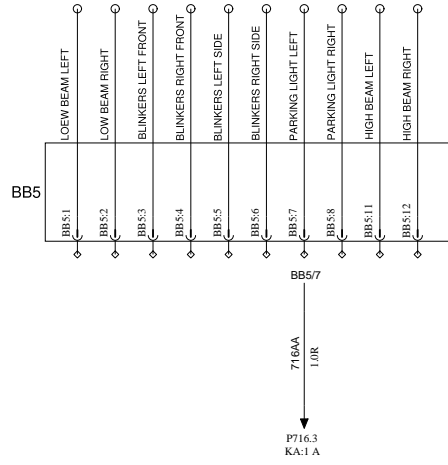 LOEW BEAM LEFT
LOW BEAM RIGHT
BLINKERS LEFT FRONT
BLINKERS RIGHT FRONT
BLINKERS LEFT SIDE
BLINKERS RIGHT SIDE
PARKING LIGHT LEFT
PARKING LIGHT RIGHT
HIGH BEAM LEFT
HIGH BEAM RIGHT
BB5
BB5:1
BB5:2
BB5:3
BB5:4
BB5:5
BB5:6
BB5:7
BB5:8
BB5:11
BB5:12
BB5/7
716AA
1.0R
P716.3
KA:1 A